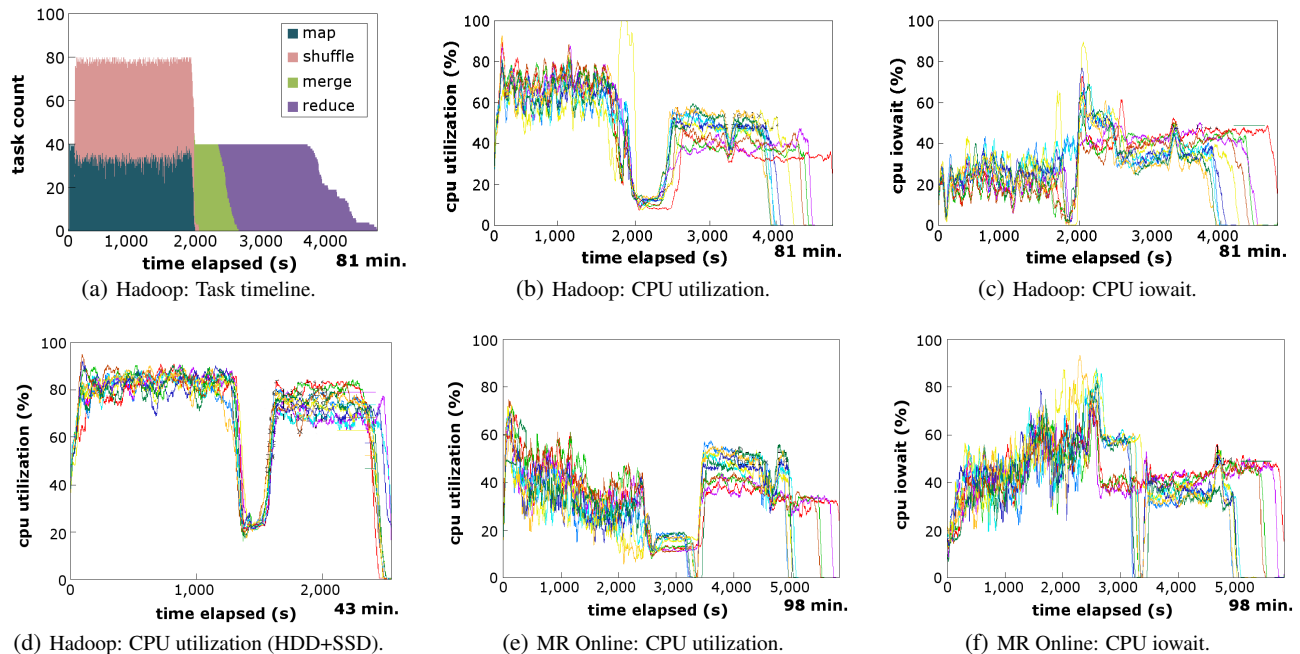 100
80
60
40
20
0
task count
map
shuffle
merge
reduce
0
1,000
2,000
3,000
4,000
time elapsed (s)
81 min.
(a) Hadoop: Task timeline.
100
80
60
40
20
0
cpu utilization (%)
0
1,000
2,000
3,000
4,000
time elapsed (s)
81 min.
(b) Hadoop: CPU utilization.
100
80
60
40
20
0
cpu iowait (%)
0
1,000
2,000
3,000
4,000
time elapsed (s)
81 min.
(c) Hadoop: CPU iowait.
100
80
60
40
20
0
cpu utilization (%)
0
1,000
2,000
time elapsed (s)
43 min.
(d) Hadoop: CPU utilization (HDD+SSD).
100
80
60
40
20
0
cpu utilization (%)
0
1,000
2,000
3,000
4,000
5,000
time elapsed (s)
98 min.
(e) MR Online: CPU utilization.
100
80
60
40
20
0
cpu iowait (%)
0
1,000
2,000
3,000
4,000
5,000
time elapsed (s)
98 min.
(f) MR Online: CPU iowait.